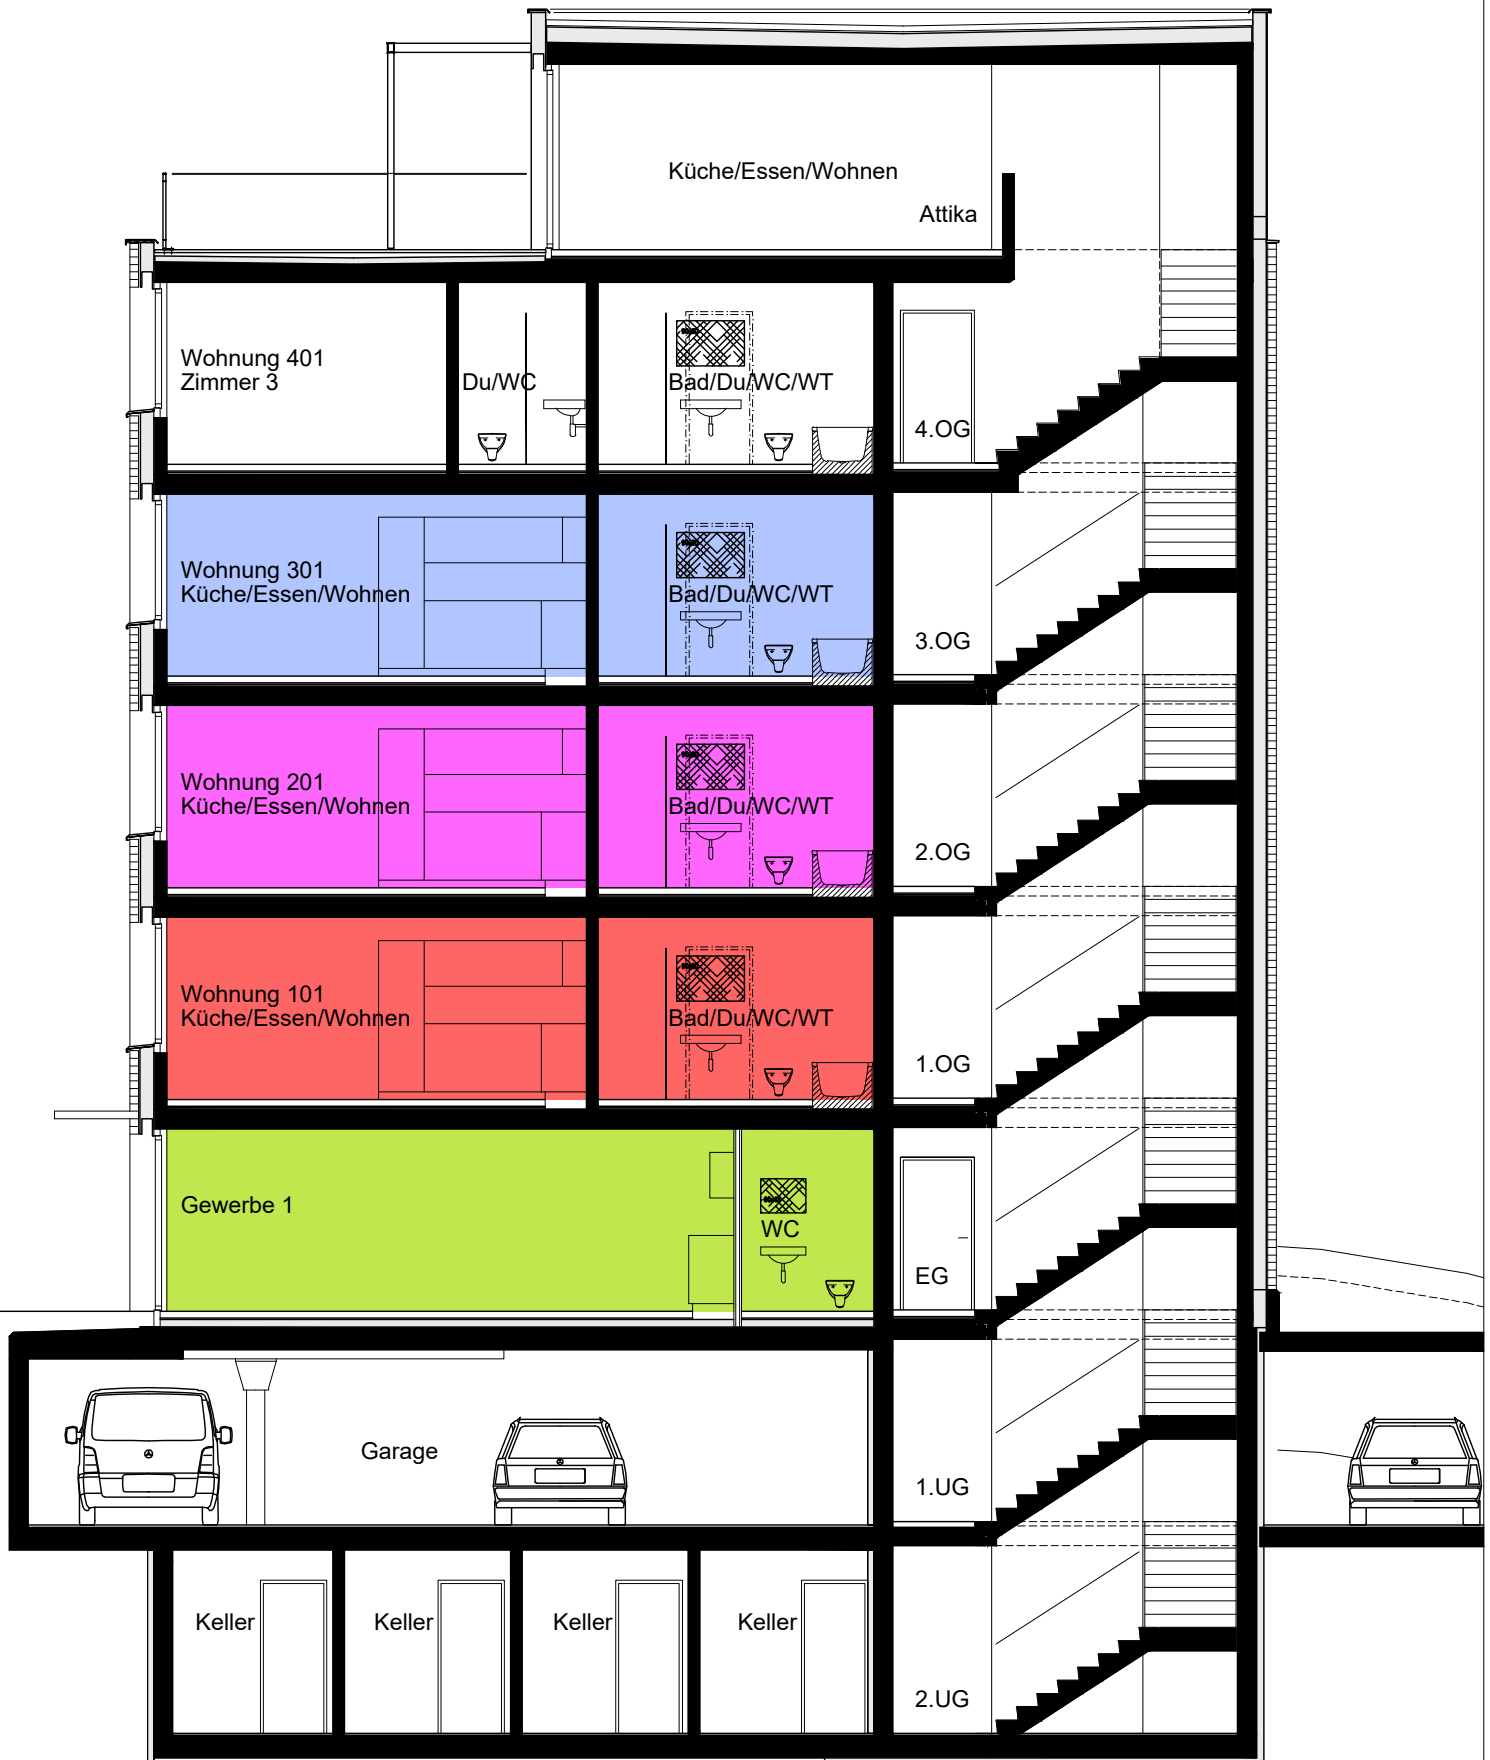 Küche/Essen/Wohnen
Attika
Wohnung 401
Zimmer 3
Du/WC
Bad/Du/WC/WT
4.OG
Wohnung 301
Küche/Essen/Wohnen
Bad/Du/WC/WT
3.OG
Wohnung 201
Küche/Essen/Wohnen
Bad/Du/WC/WT
2.OG
Wohnung 101
Küche/Essen/Wohnen
Bad/Du/WC/WT
1.OG
Gewerbe 1
WC
EG
Garage
1.UG
Keller
Keller
Keller
Keller
2.UG